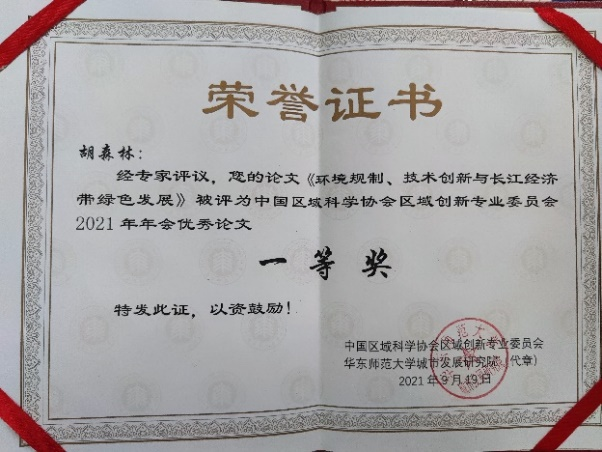 荣誉证书
胡森林：
经专家评议，您的论文《环境规制、技术创新与长江经济
带绿色发展》被评为中国区域科学协会区域创新专业委员会
2021年年会优秀论文
一等奖
特发此证，以资鼓励！
中国区域科学协会区域创新专业委员会
华东师范大学城市发展研究院（代章）
2021年9月19日